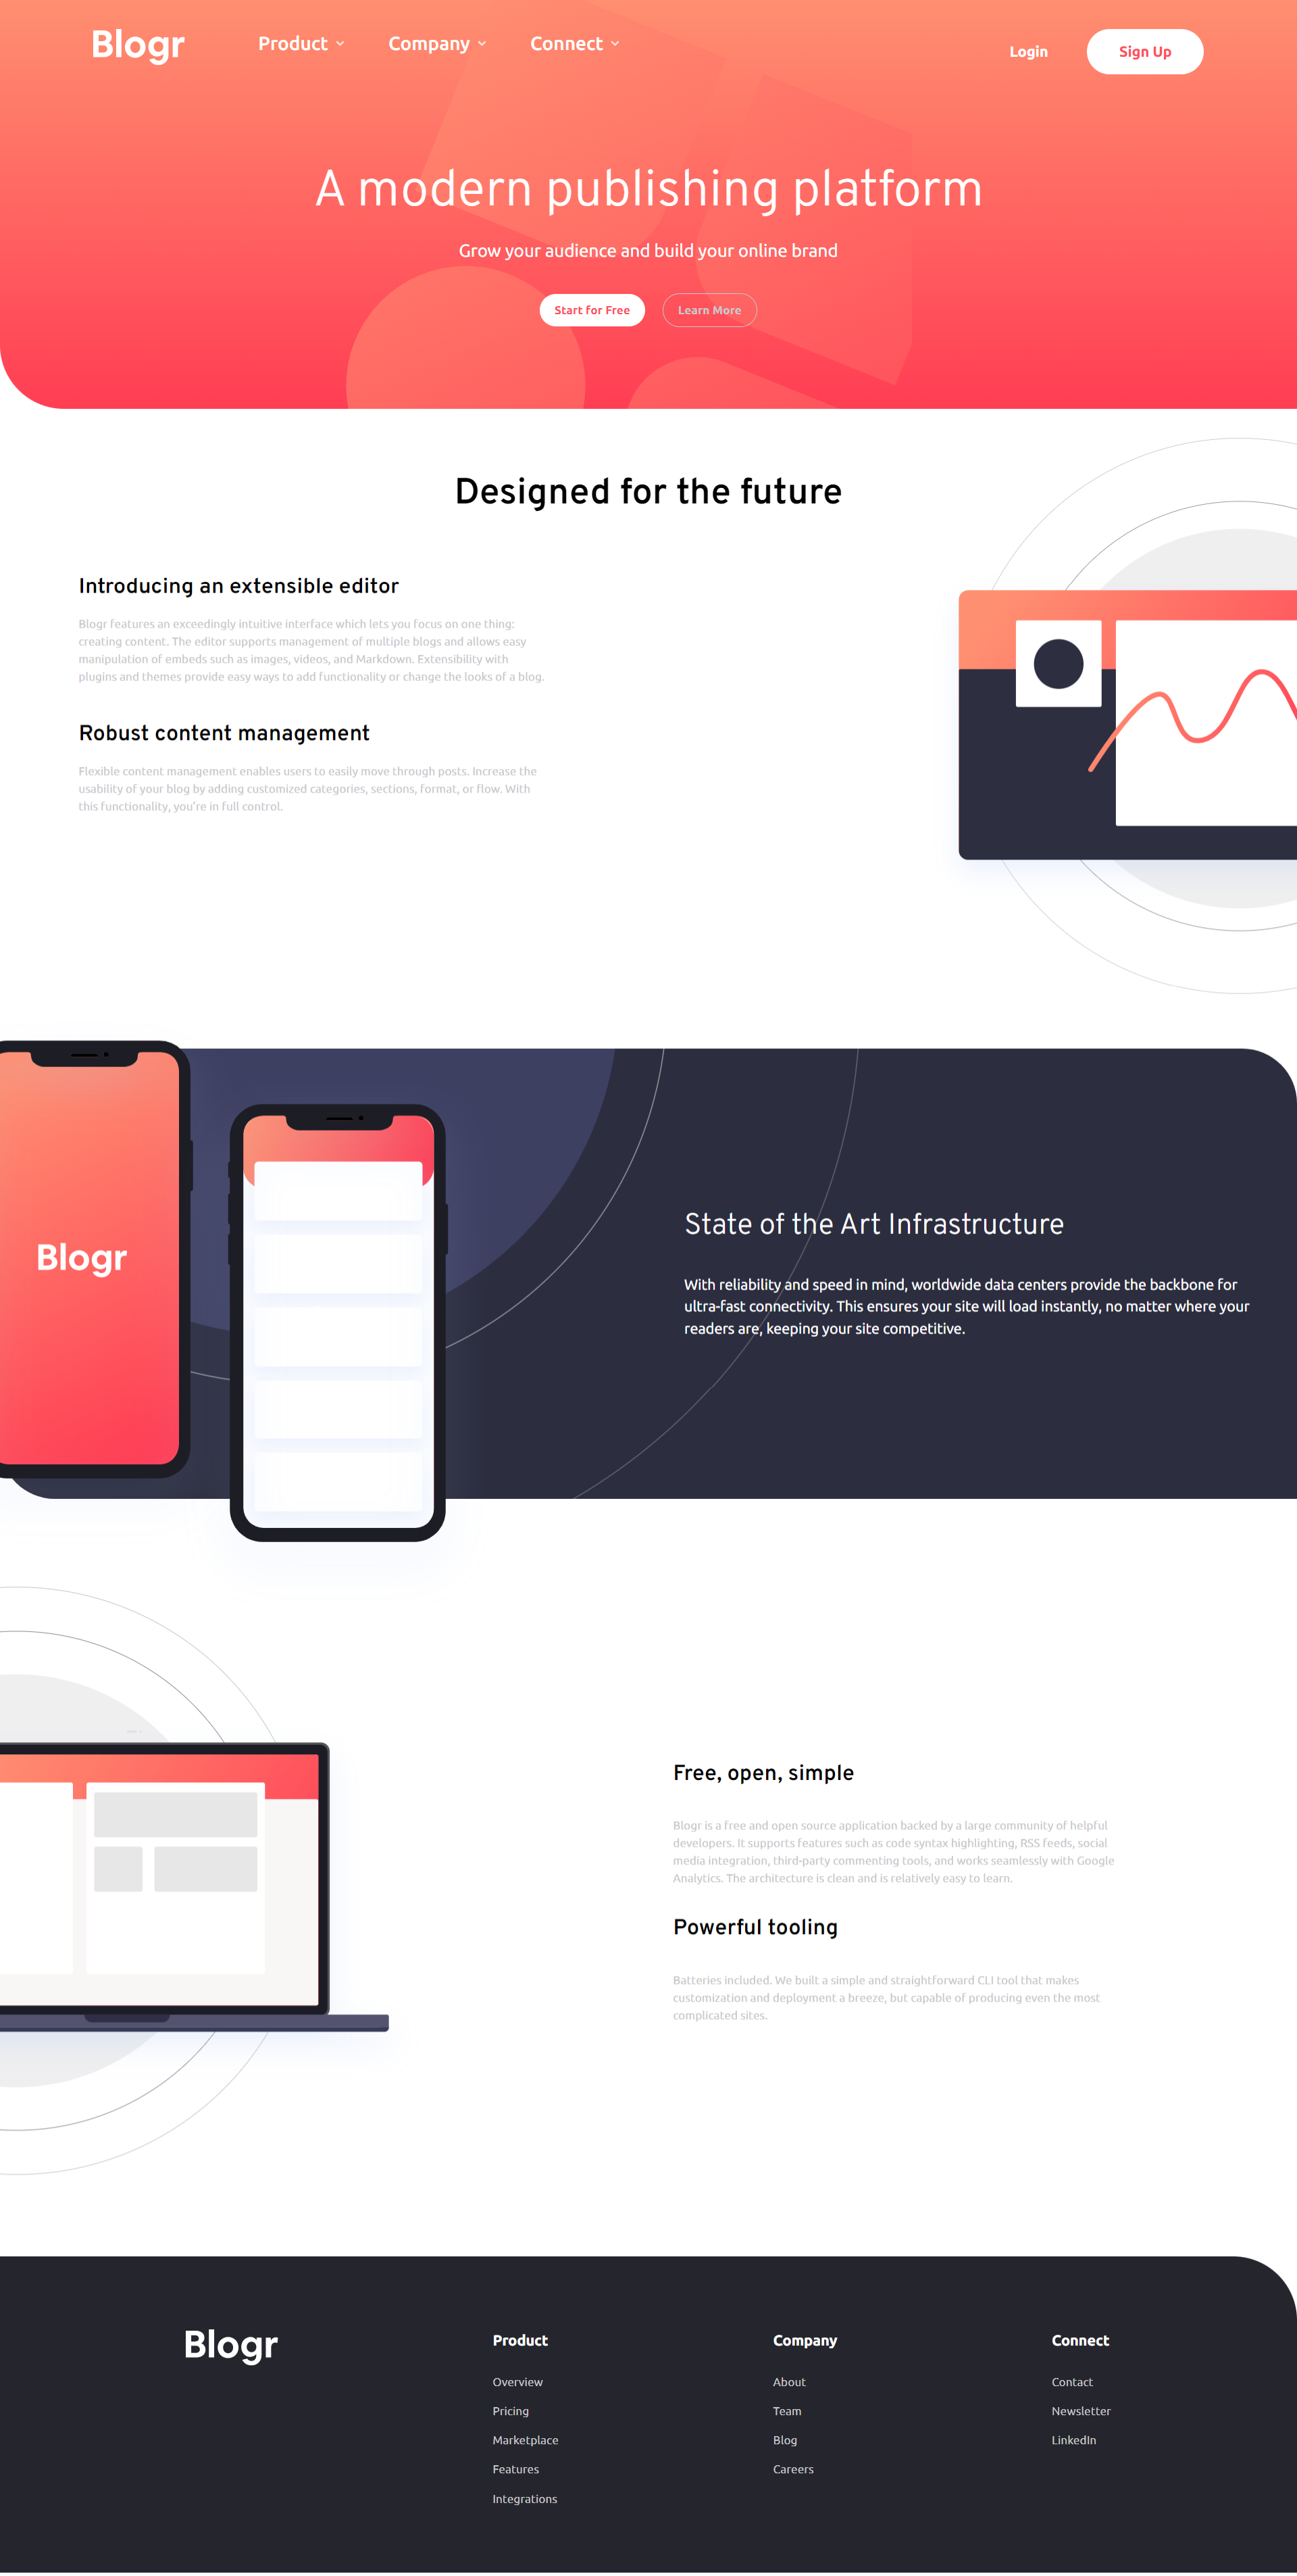 Blogr
Product
Company
Connect
Login
Sign Up
A modern publishing platform
Grow your audience and build your online brand
Start for Free
Learn More
Designed for the future
Introducing an extensible editor
Blogr features an exceedingly intuitive interface which lets you focus on one thing:
creating content. The editor supports management of multiple blogs and allows easy
manipulation of embeds such as images, videos, and Markdown. Extensibility with
plugins and themes provide easy ways to add functionality or change the looks of a blog.
Robust content management
Flexible content management enables users to easily move through posts. Increase the
usability of your blog by adding customized categories, sections, format, or flow. With
this functionality, you're in full control.
Blogr
State of the Art Infrastructure
With reliability and speed in mind, worldwide data centers provide the backbone for
ultra-fast connectivity. This ensures your site will load instantly, no matter where your
readers are, keeping your site competitive.
Free, open, simple
Blogr is a free and open source application backed by a large community of helpful
developers. It supports features such as code syntax highlighting, RSS feeds, social
media integration, third-party commenting tools, and works seamlessly with Google
Analytics. The architecture is clean and is relatively easy to learn.
Powerful tooling
Batteries included. We built a simple and straightforward CLI tool that makes
customization and deployment a breeze, but capable of producing even the most
complicated sites.
Blogr
Product
Overview
Pricing
Marketplace
Features
Integrations
Company
About
Team
Blog
Careers
Connect
Contact
Newsletter
LinkedIn